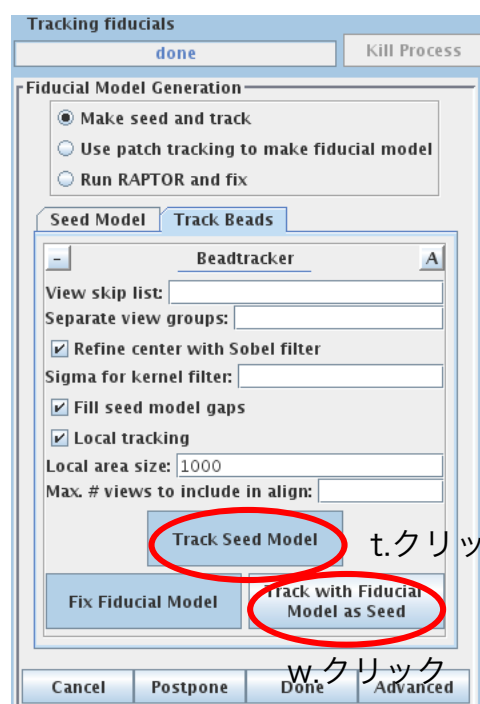 Tracking fiducials
done
Kill Process
Fiducial Model Generation
Make seed and track
Use patch tracking to make fiducial model
Run RAPTOR and fix
Seed Model
Track Beads
-
Beadtracker
A
View skip list:
Separate view groups:
Refine center with Sobel filter
Sigma for kernel filter:
Fill seed model gaps
Local tracking
Local area size: 1000
Max. # views to include in align:
Track Seed Model
t.クリッ
Fix Fiducial Model
Track with Fiducial
Model as Seed
w.クリック
Cancel
Postpone
Done
Advanced